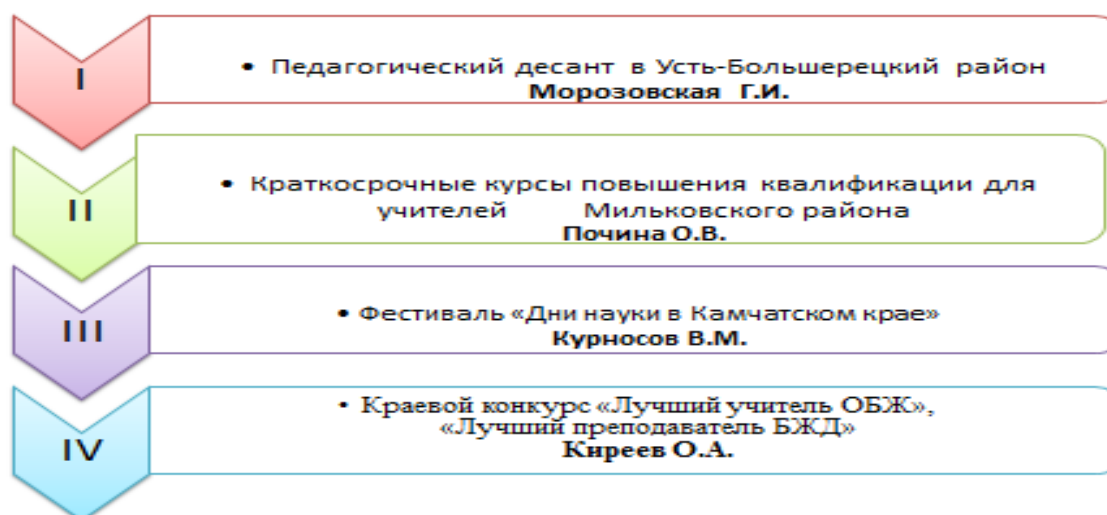 I
• Педагогический десант в Усть-Большерецкий район
Морозовская Г.И.
II
• Краткосрочные курсы повышения квалификации для
учителей Мильковского района
Почина О.В.
III
• Фестиваль «Дни науки в Камчатском крае»
Курносов В.М.
IV
• Краевой конкурс «Лучший учитель ОБЖ»,
«Лучший преподаватель БЖД»
Киреев О.А.